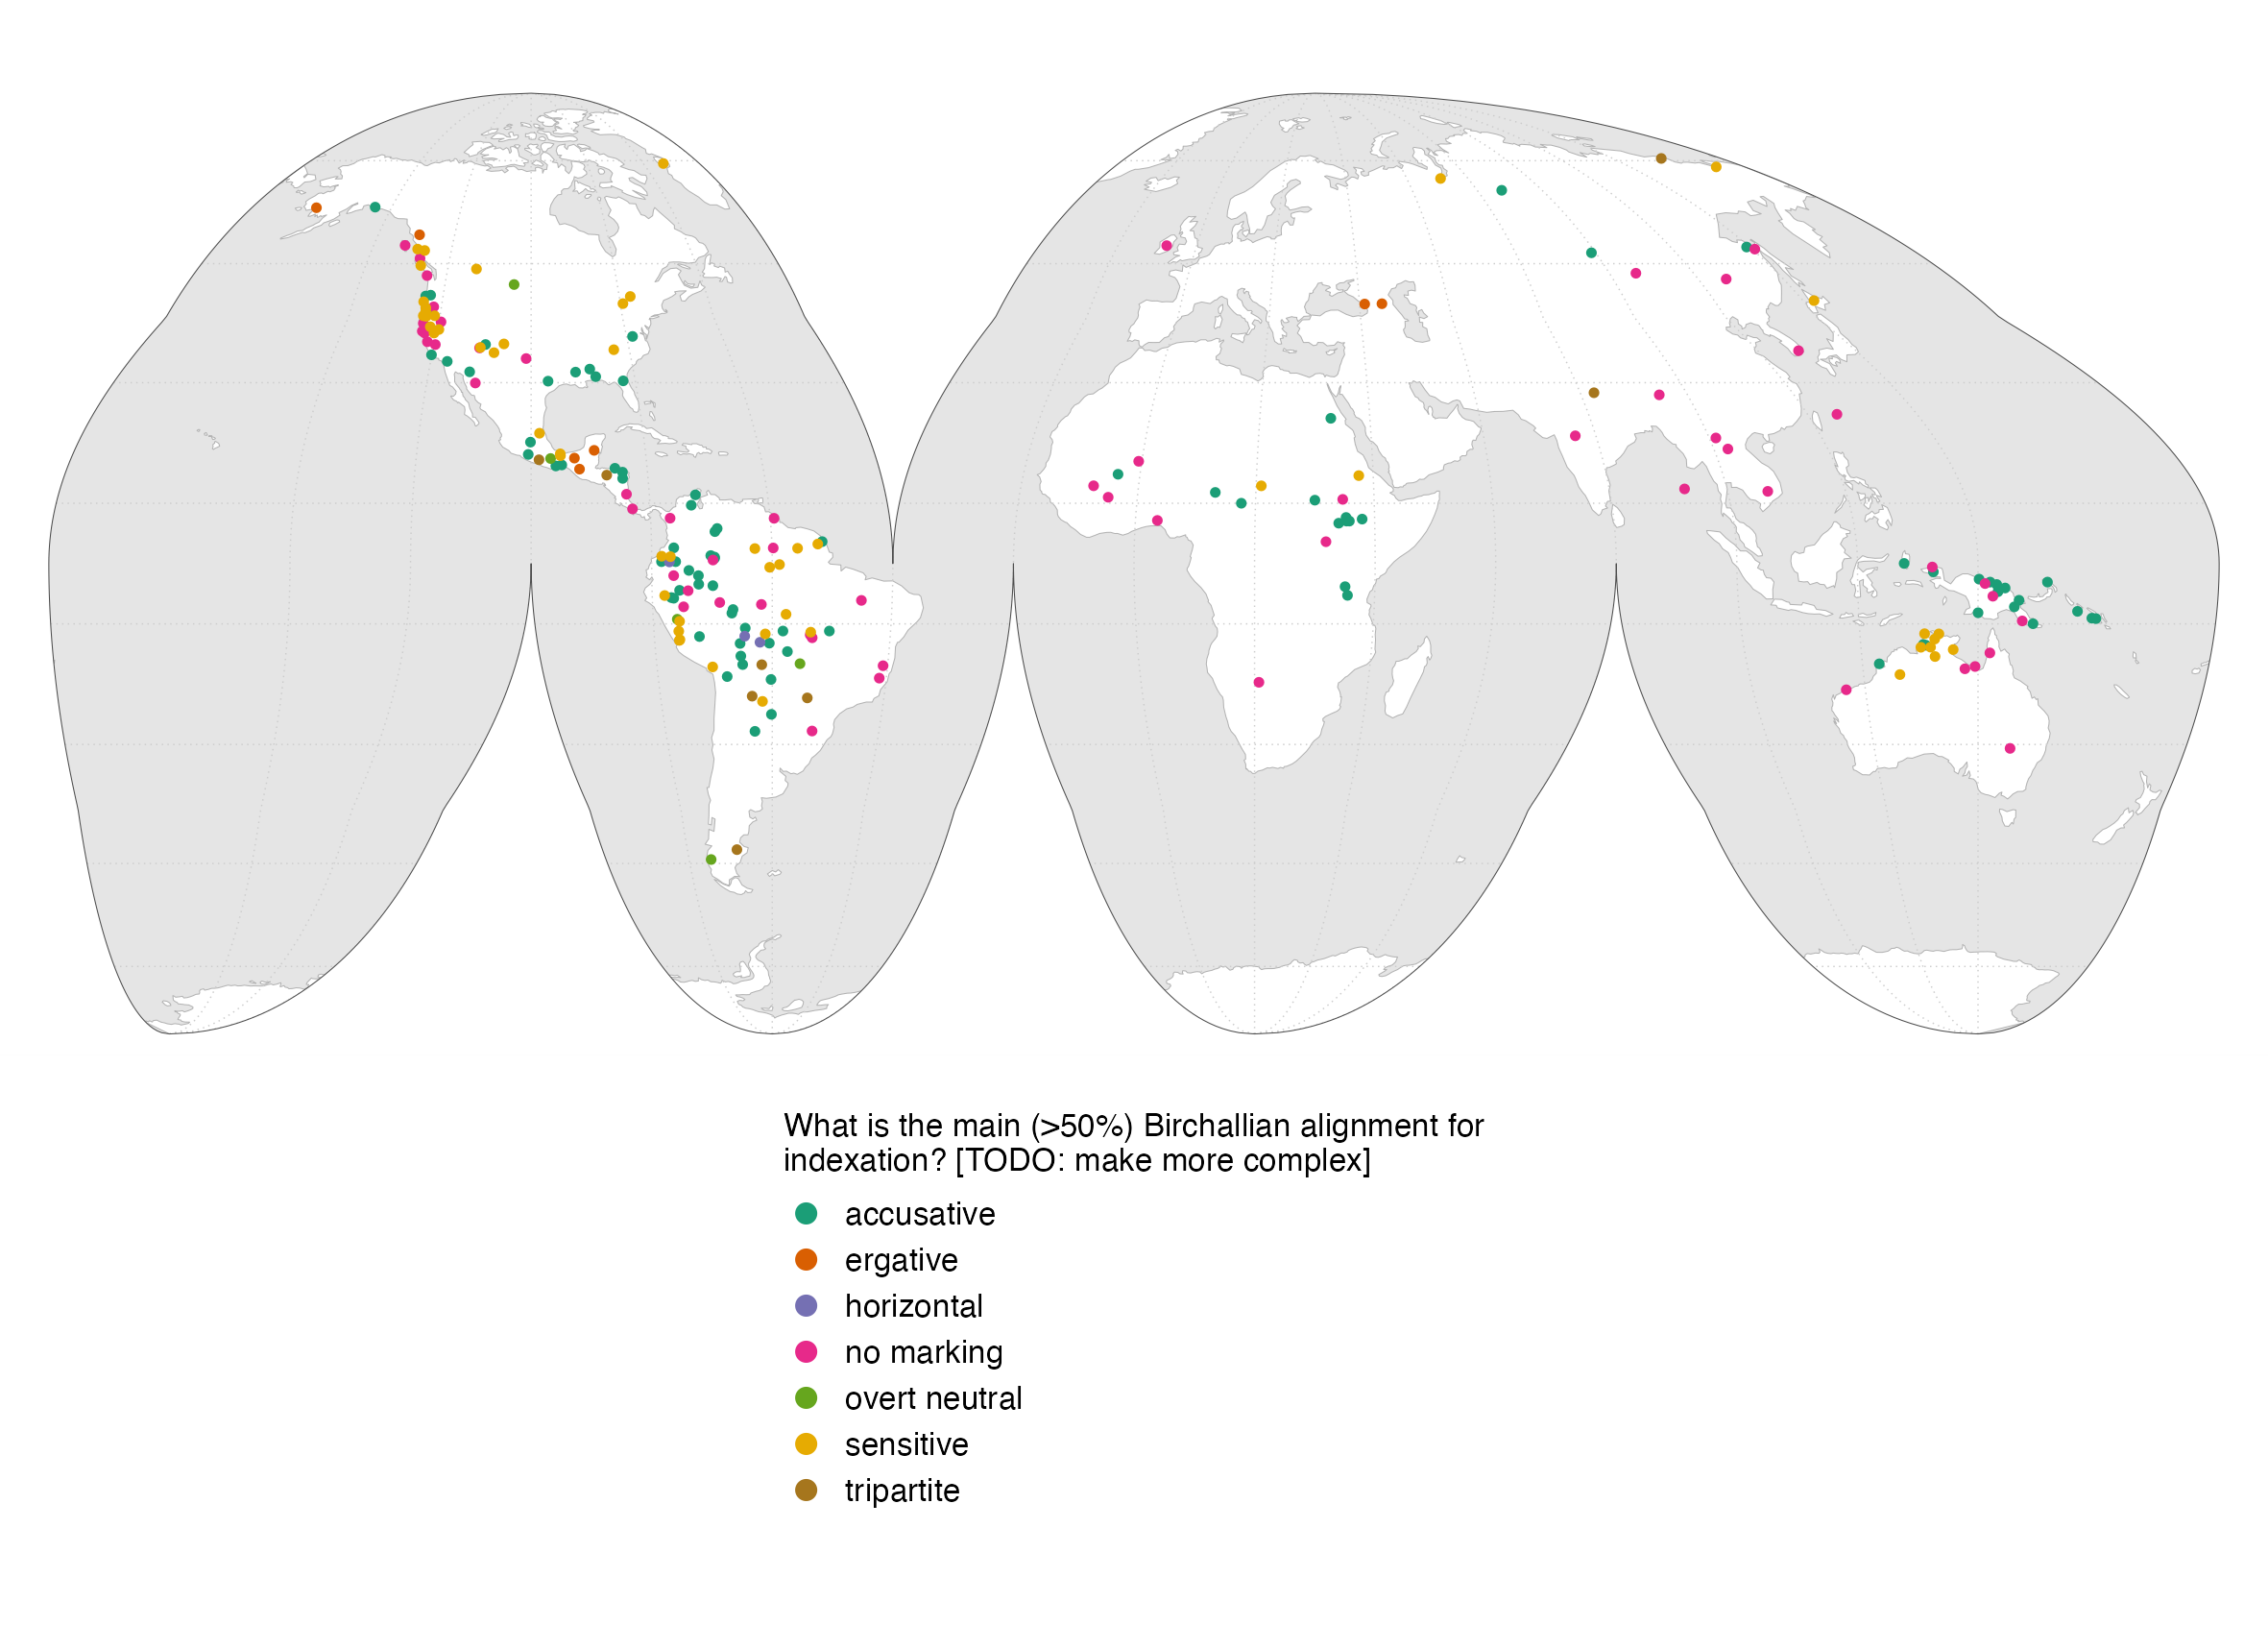 What is the main (>50%) Birchallian alignment for
indexation? [TODO: make more complex]
accusative
ergative
horizontal
no marking
overt neutral
sensitive
tripartite